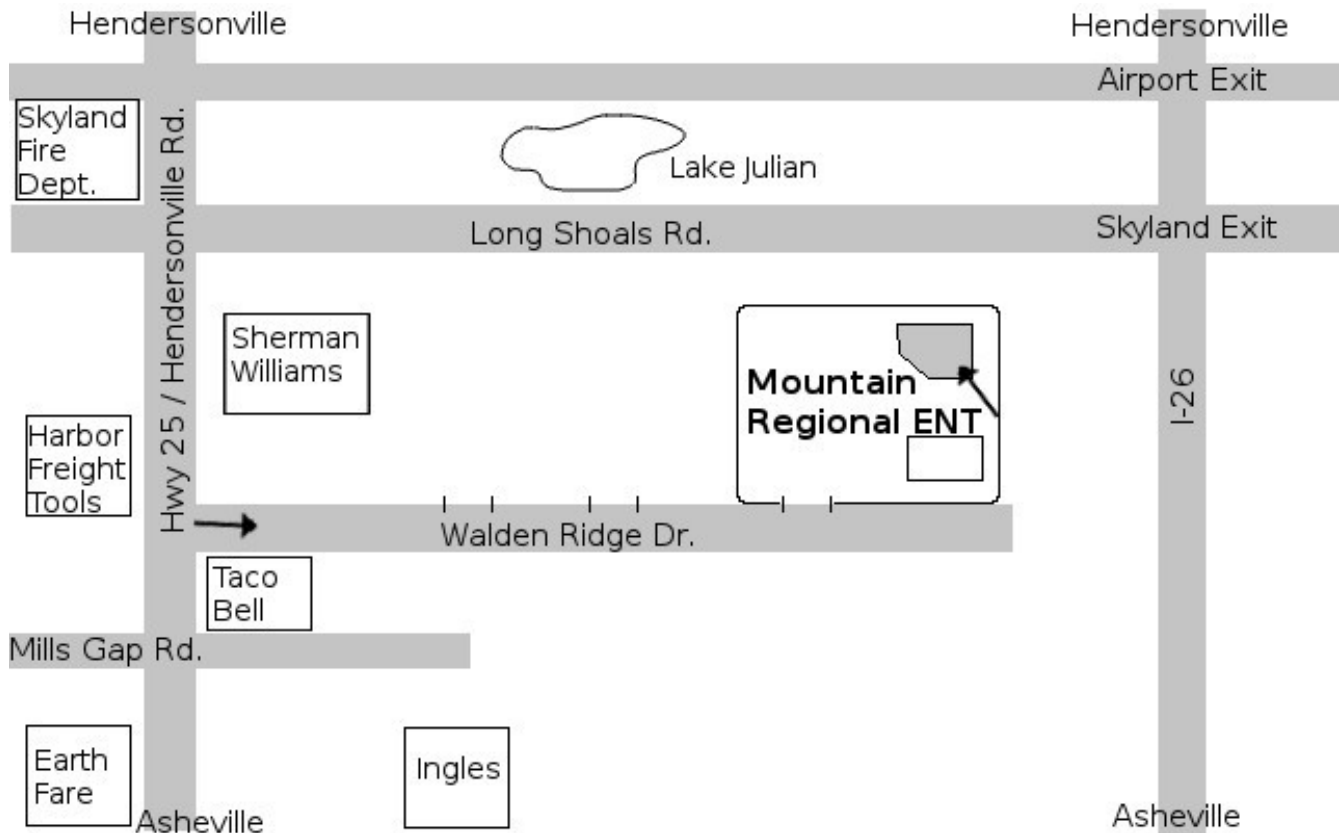 Hendersonville
Hendersonville
Airport Exit
Skyland
Fire
Dept.
Hwy 25 / Hendersonville Rd.
Lake Julian
Long Shoals Rd.
Skyland Exit
Sherman
Williams
Mountain
Regional ENT
I-26
Harbor
Freight
Tools
Walden Ridge Dr.
Taco
Bell
Mills Gap Rd.
Earth
Fare
Ingles
Asheville
Asheville